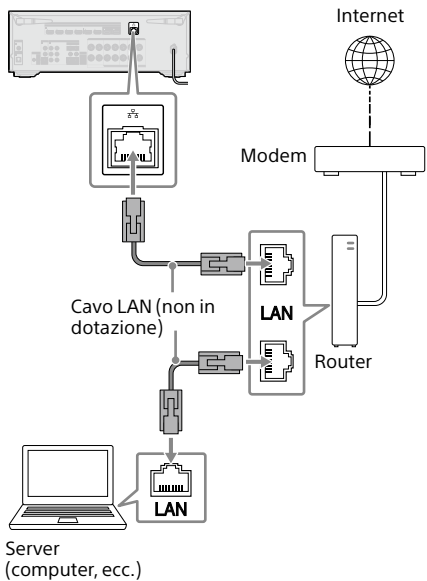 Internet
Modem
Cavo LAN (non in
dotazione)
LAN
Router
LAN
Server
(computer, ecc.)